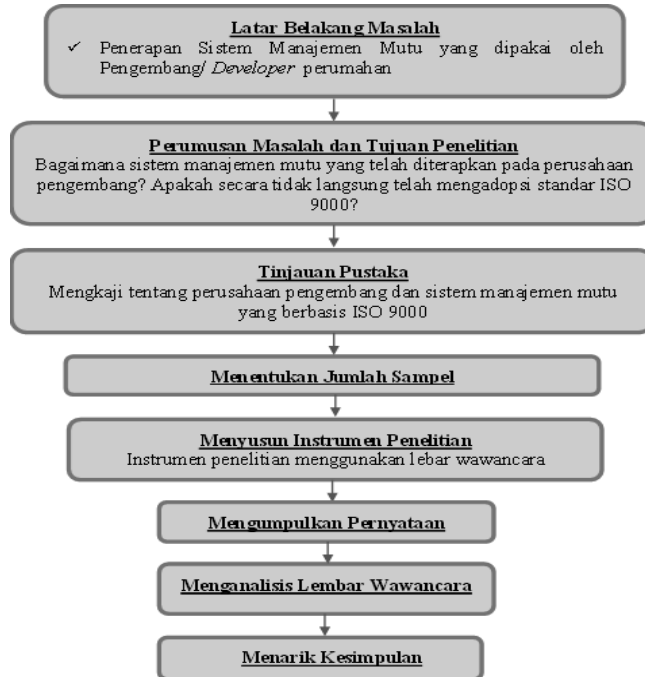 Latar Belakang Masalah
✓ Penerapan Sistem Manajemen Mutu yang dipakai oleh
Pengembang/ Developer perumahan
Perumusan Masalah dan Tujuan Penelitian
Bagaimana sistem manajemen mutu yang telah diterapkan pada perusahaan
pengembang? Apakah secara tidak langsung telah mengadopsi standar ISO
9000?
Tinjauan Pustaka
Mengkaji tentang perusahaan pengembang dan sistem manajemen mutu
yang berbasis ISO 9000
Menentukan Jumlah Sampel
Menyusun Instrumen Penelitian
Instrumen penelitian menggunakan lebar wawancara
Mengumpulkan Pernyataan
Menganalisis Lembar Wawancara
Menarik Kesimpulan